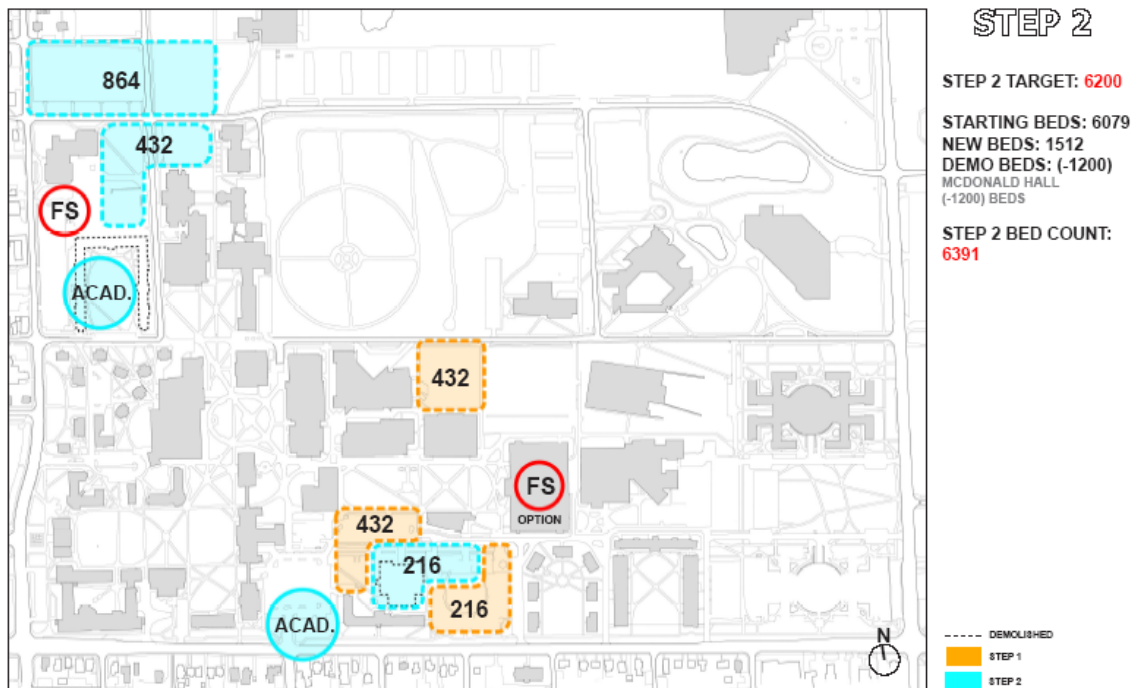 STEP 2
STEP 2 TARGET: 6200
STARTING BEDS: 6079
NEW BEDS: 1512
DEMO BEDS: (-1200)
MCDONALD HALL
(-1200) BEDS
STEP 2 BED COUNT:
6391
864
432
FS
ACAD.
432
FS
OPTION
432
216
216
ACAD.
N
DEMOLISHED
STEP 1
STEP 2